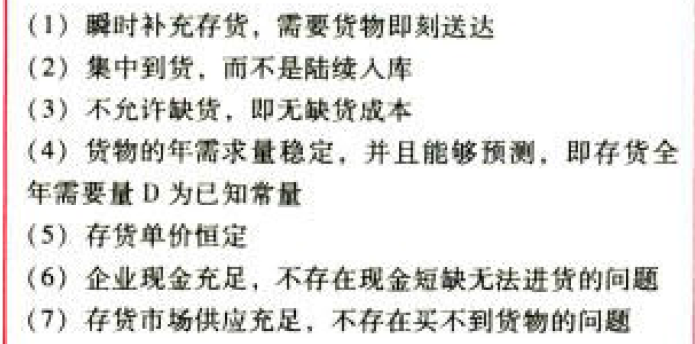 (1) 瞬时补充存货，需要货物即刻送达
(2) 集中到货，而不是陆续入库
(3) 不允许缺货，即无缺货成本
(4) 货物的年需求量稳定，并且能够预测，即存货全
年需要量 D 为已知常量
(5) 存货单价恒定
(6) 企业现金充足，不存在现金短缺无法进货的问题
(7) 存货市场供应充足，不存在买不到货物的问题